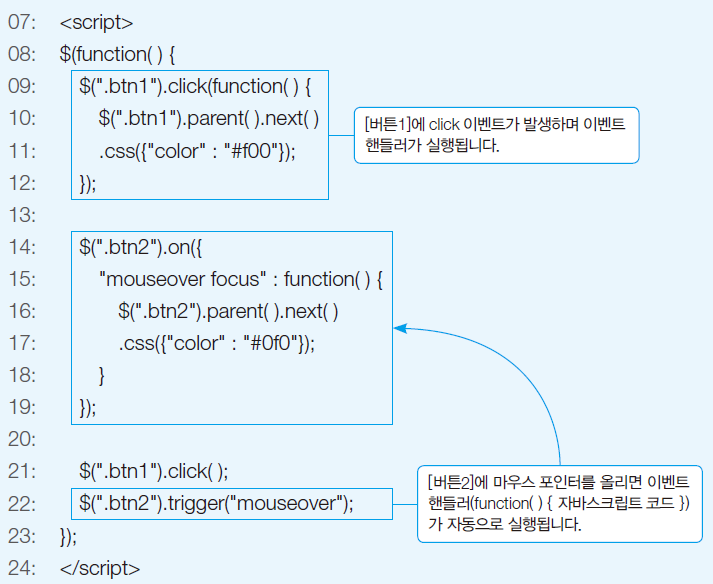 07: <script>
08: $(function( ) {
09: $(".btn1").click(function( ) {
10: $(".btn1").parent( ).next( )
11: .css({"color" : "#f00"});
12: });
[버튼1]에 click 이벤트가 발생하며 이벤트
핸들러가 실행됩니다.
13:
14: $(".btn2").on({
15: "mouseover focus" : function( ) {
16: $(".btn2").parent( ).next( )
17: .css({"color" : "#0f0"});
18: }
19: });
20:
21: $(".btn1").click( );
22: $(".btn2").trigger("mouseover");
[버튼2]에 마우스 포인터를 올리면 이벤트
핸들러(function( ) { 자바스크립트 코드 })
가 자동으로 실행됩니다.
23: });
24: </script>